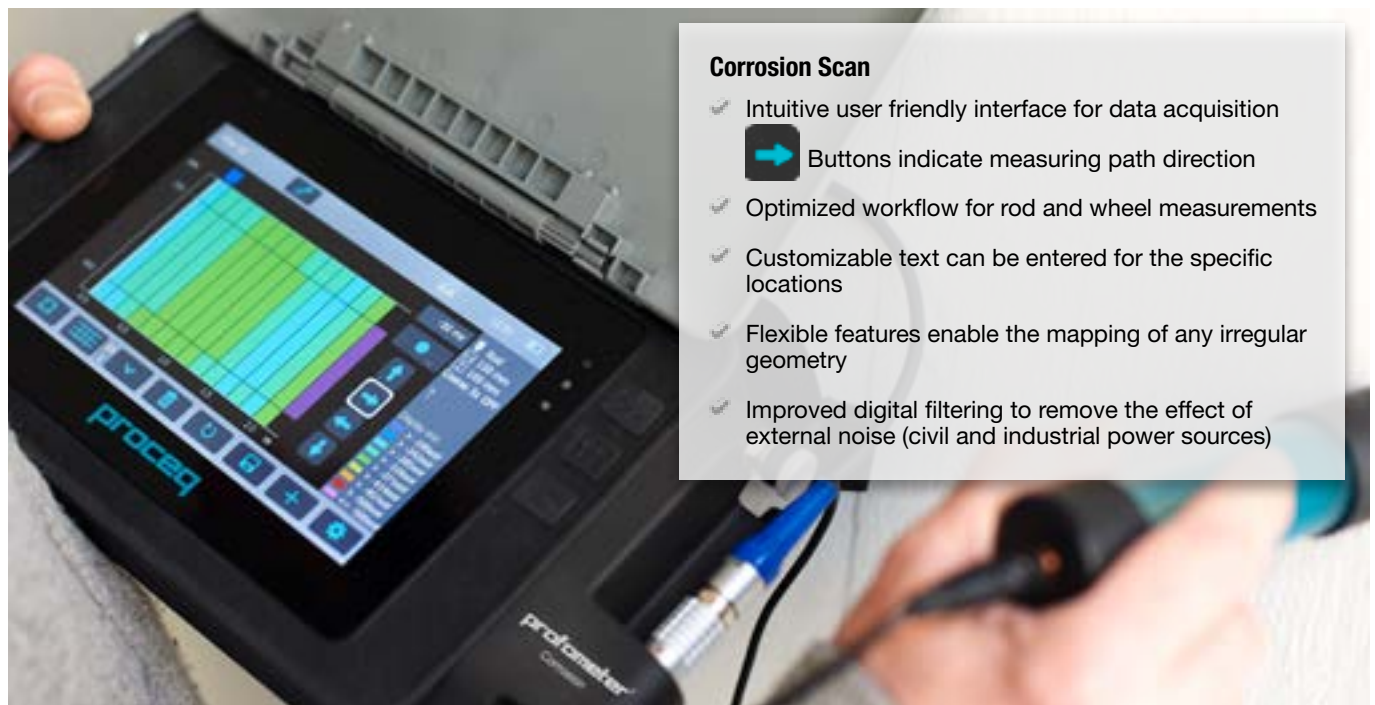 Corrosion Scan
Intuitive user friendly interface for data acquisition
Buttons indicate measuring path direction
Optimized workflow for rod and wheel measurements
Customizable text can be entered for the specific
locations
Flexible features enable the mapping of any irregular
geometry
Improved digital filtering to remove the effect of
external noise (civil and industrial power sources)
proceq
profometer
Corrosion